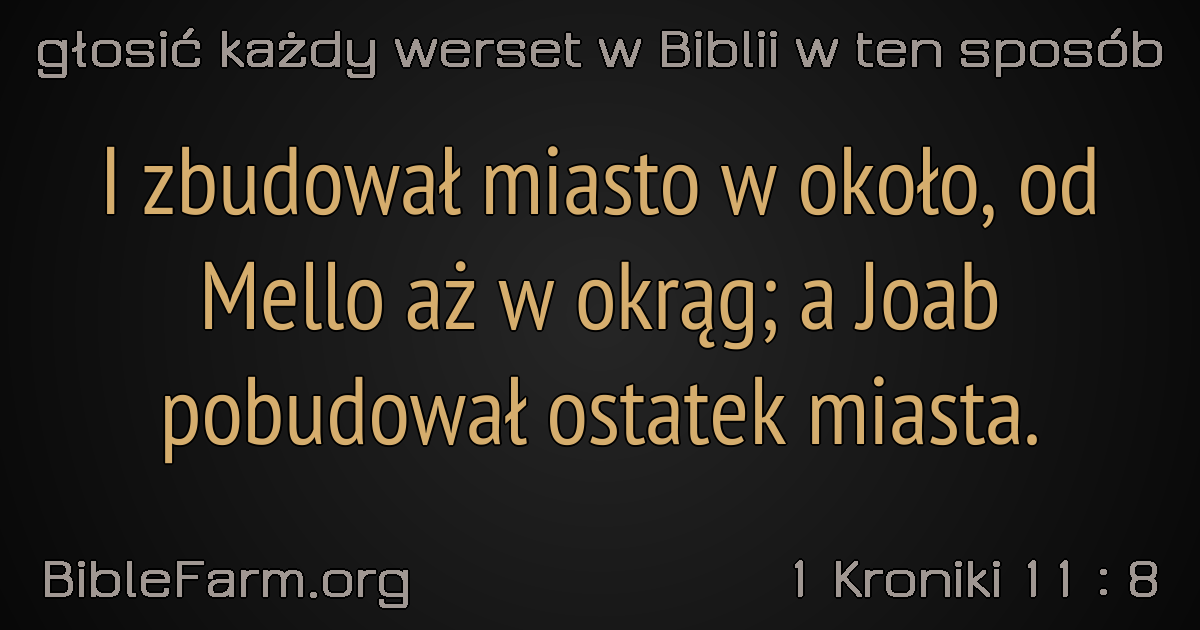 głosić każdy werset w Biblii w ten sposób
I zbudował miasto w około, od
Mello aż w okrąg; a Joab
pobudował ostatek miasta.
BibleFarm.org
1 Kroniki 11 : 8